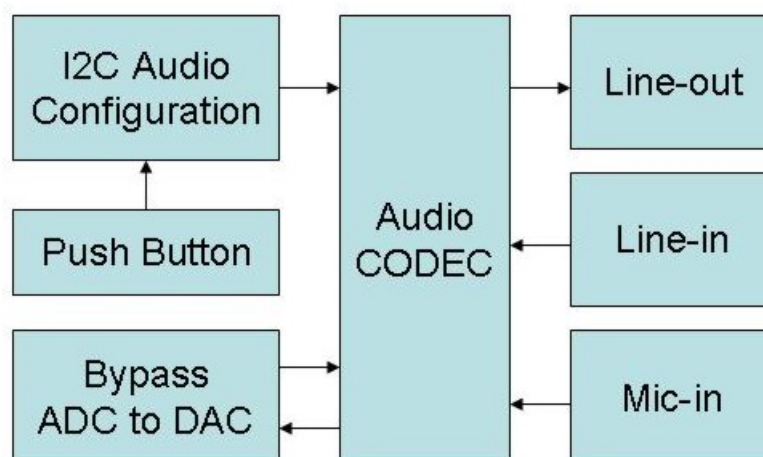 I2C Audio
Configuration
Push Button
Bypass
ADC to DAC
Audio
CODEC
Line-out
Line-in
Mic-in